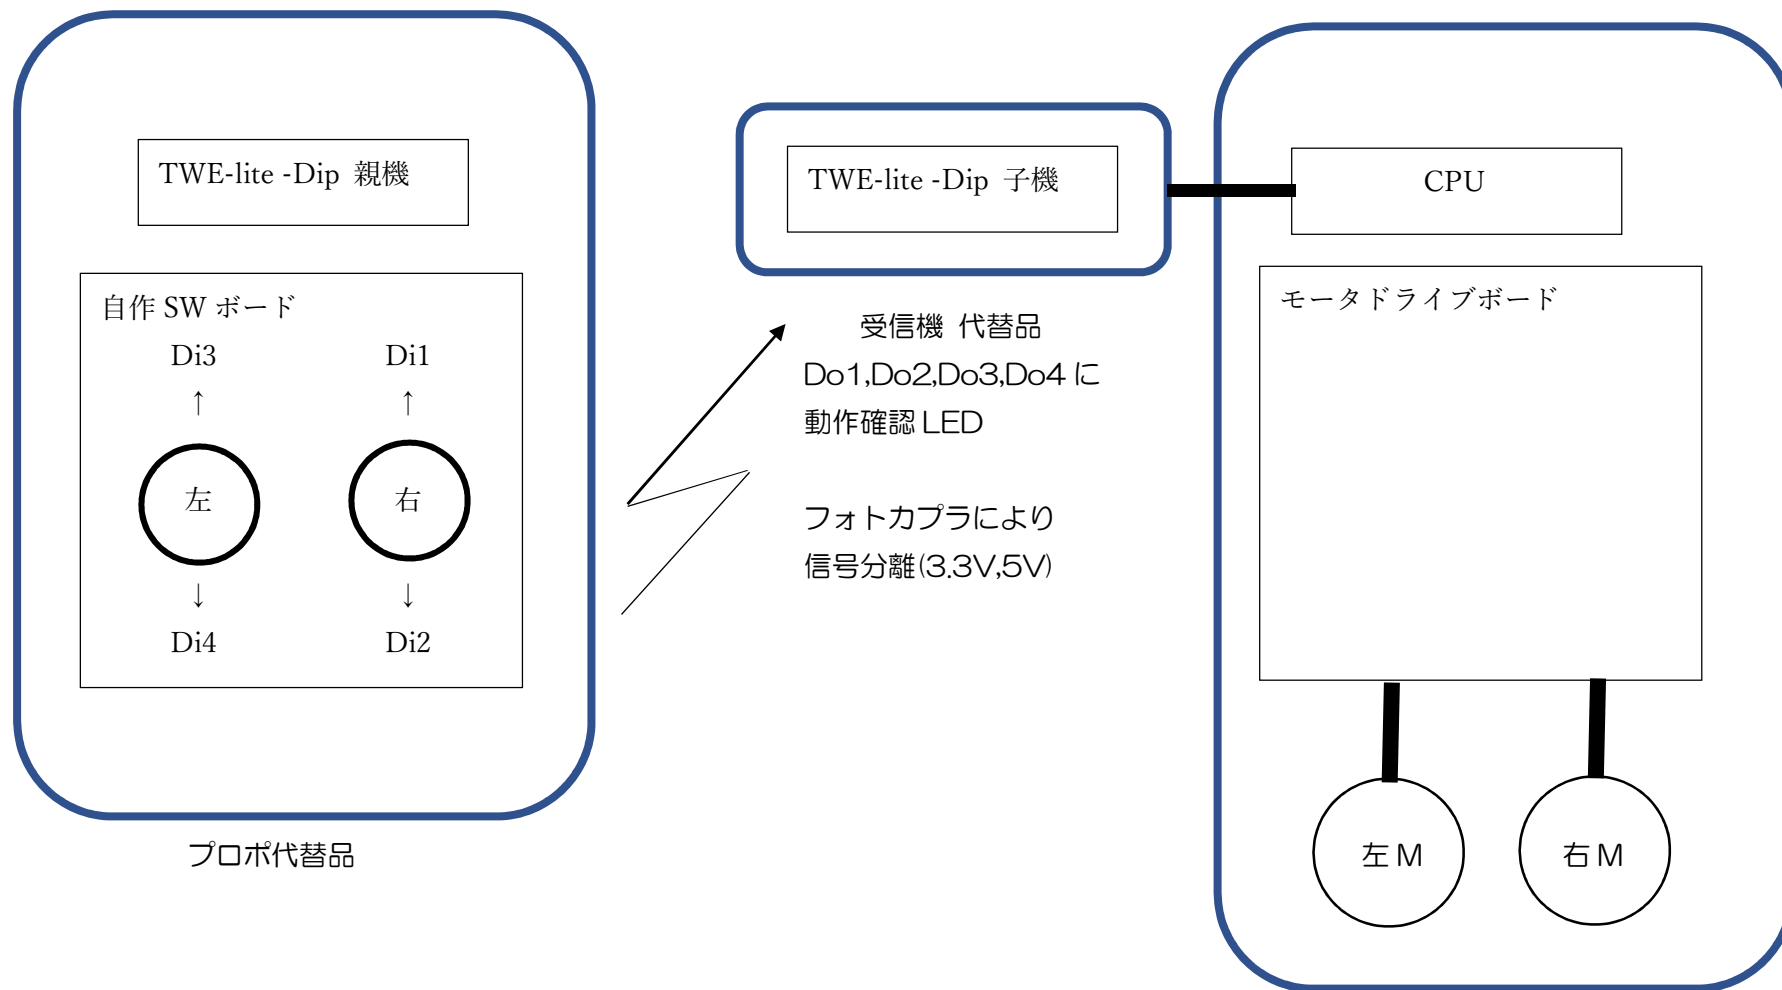 TWE-lite -Dip 親機
自作 SW ボード
Di3 Di1
↑ ↑
左 右
↓ ↓
Di4 Di2
プロポ代替品
TWE-lite -Dip 子機
受信機 代替品
Do1,Do2,Do3,Do4 に
動作確認 LED
フォトカプラにより
信号分離(3.3V,5V)
CPU
モータドライブボード
左 M 右 M